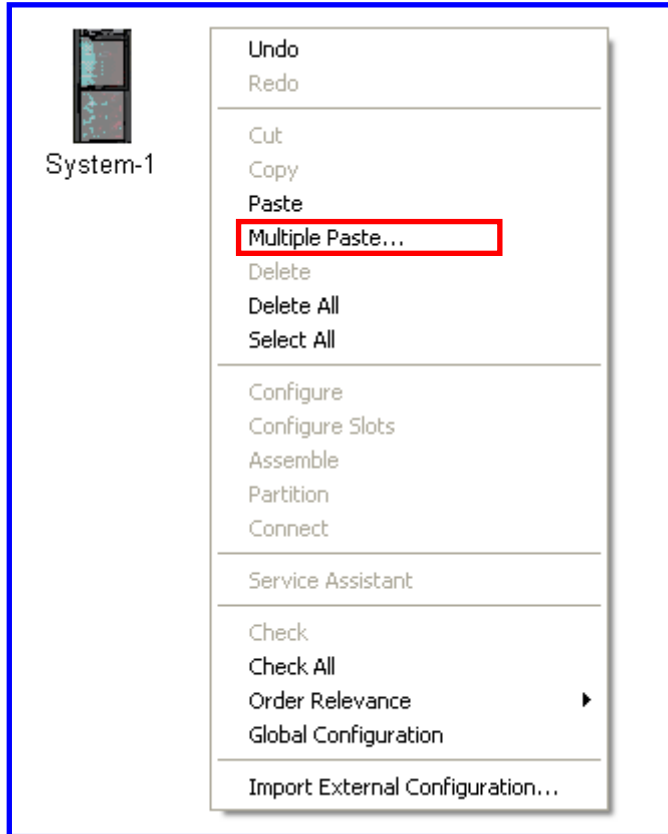 System-1
Undo
Redo
Cut
Copy
Paste
Multiple Paste...
Delete
Delete All
Select All
Configure
Configure Slots
Assemble
Partition
Connect
Service Assistant
Check
Check All
Order Relevance
Global Configuration
Import External Configuration...